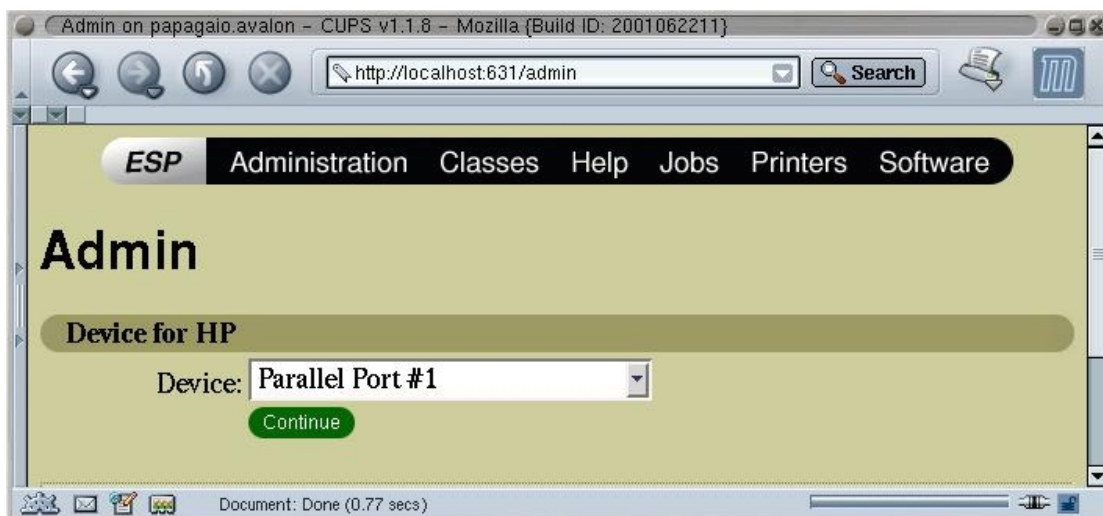 Admin on papagaio.avalon – CUPS v1.1.8 – Mozilla {Build ID: 2001062211}
http://localhost:631/admin Search
ESP Administration Classes Help Jobs Printers Software
Admin
Device for HP
Device: Parallel Port #1
Continue
Document: Done (0.77 secs)